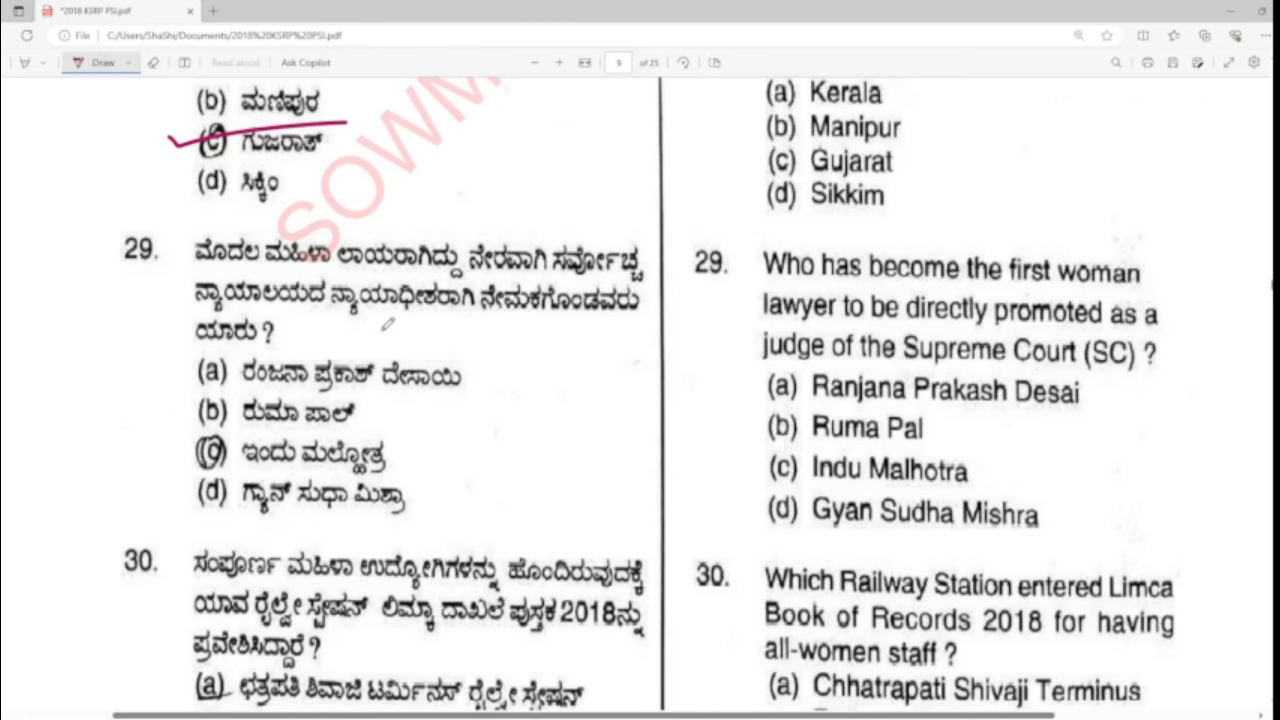 *2018 KSRP PSI.pdf
File C:/Users/ShaShi/Documents/2018%20KSRP%20PSI.pdf
Draw Read aloud Ask Copilot 9 of 25
(b) ಮಣಿಪುರ
(c) ಗುಜರಾತ್
(d) ಸಿಕ್ಕಿಂ
29. ಮೊದಲ ಮಹಿಳಾ ಲಾಯರಾಗಿದ್ದು ನೇರವಾಗಿ ಸರ್ವೋಚ್ಚ
ನ್ಯಾಯಾಲಯದ ನ್ಯಾಯಾಧೀಶರಾಗಿ ನೇಮಕಗೊಂಡವರು
ಯಾರು ?
(a) ರಂಜನಾ ಪ್ರಕಾಶ್ ದೇಸಾಯಿ
(b) ರುಮಾ ಪಾಲ್
(c) ಇಂದು ಮಲ್ಹೋತ್ರ
(d) ಗ್ಯಾನ್ ಸುಧಾ ಮಿಶ್ರಾ
30. ಸಂಪೂರ್ಣ ಮಹಿಳಾ ಉದ್ಯೋಗಿಗಳನ್ನು ಹೊಂದಿರುವುದಕ್ಕೆ
ಯಾವ ರೈಲ್ವೇ ಸ್ಟೇಷನ್ ಲಿಮ್ಕಾ ದಾಖಲೆ ಪುಸ್ತಕ 2018ನ್ನು
ಪ್ರವೇಶಿಸಿದ್ದಾರೆ ?
(a) ಛತ್ರಪತಿ ಶಿವಾಜಿ ಟರ್ಮಿನಸ್ ರೈಲ್ವೇ ಸ್ಟೇಷನ್
SOWM
(a) Kerala
(b) Manipur
(c) Gujarat
(d) Sikkim
29. Who has become the first woman
lawyer to be directly promoted as a
judge of the Supreme Court (SC) ?
(a) Ranjana Prakash Desai
(b) Ruma Pal
(c) Indu Malhotra
(d) Gyan Sudha Mishra
30. Which Railway Station entered Limca
Book of Records 2018 for having
all-women staff ?
(a) Chhatrapati Shivaji Terminus